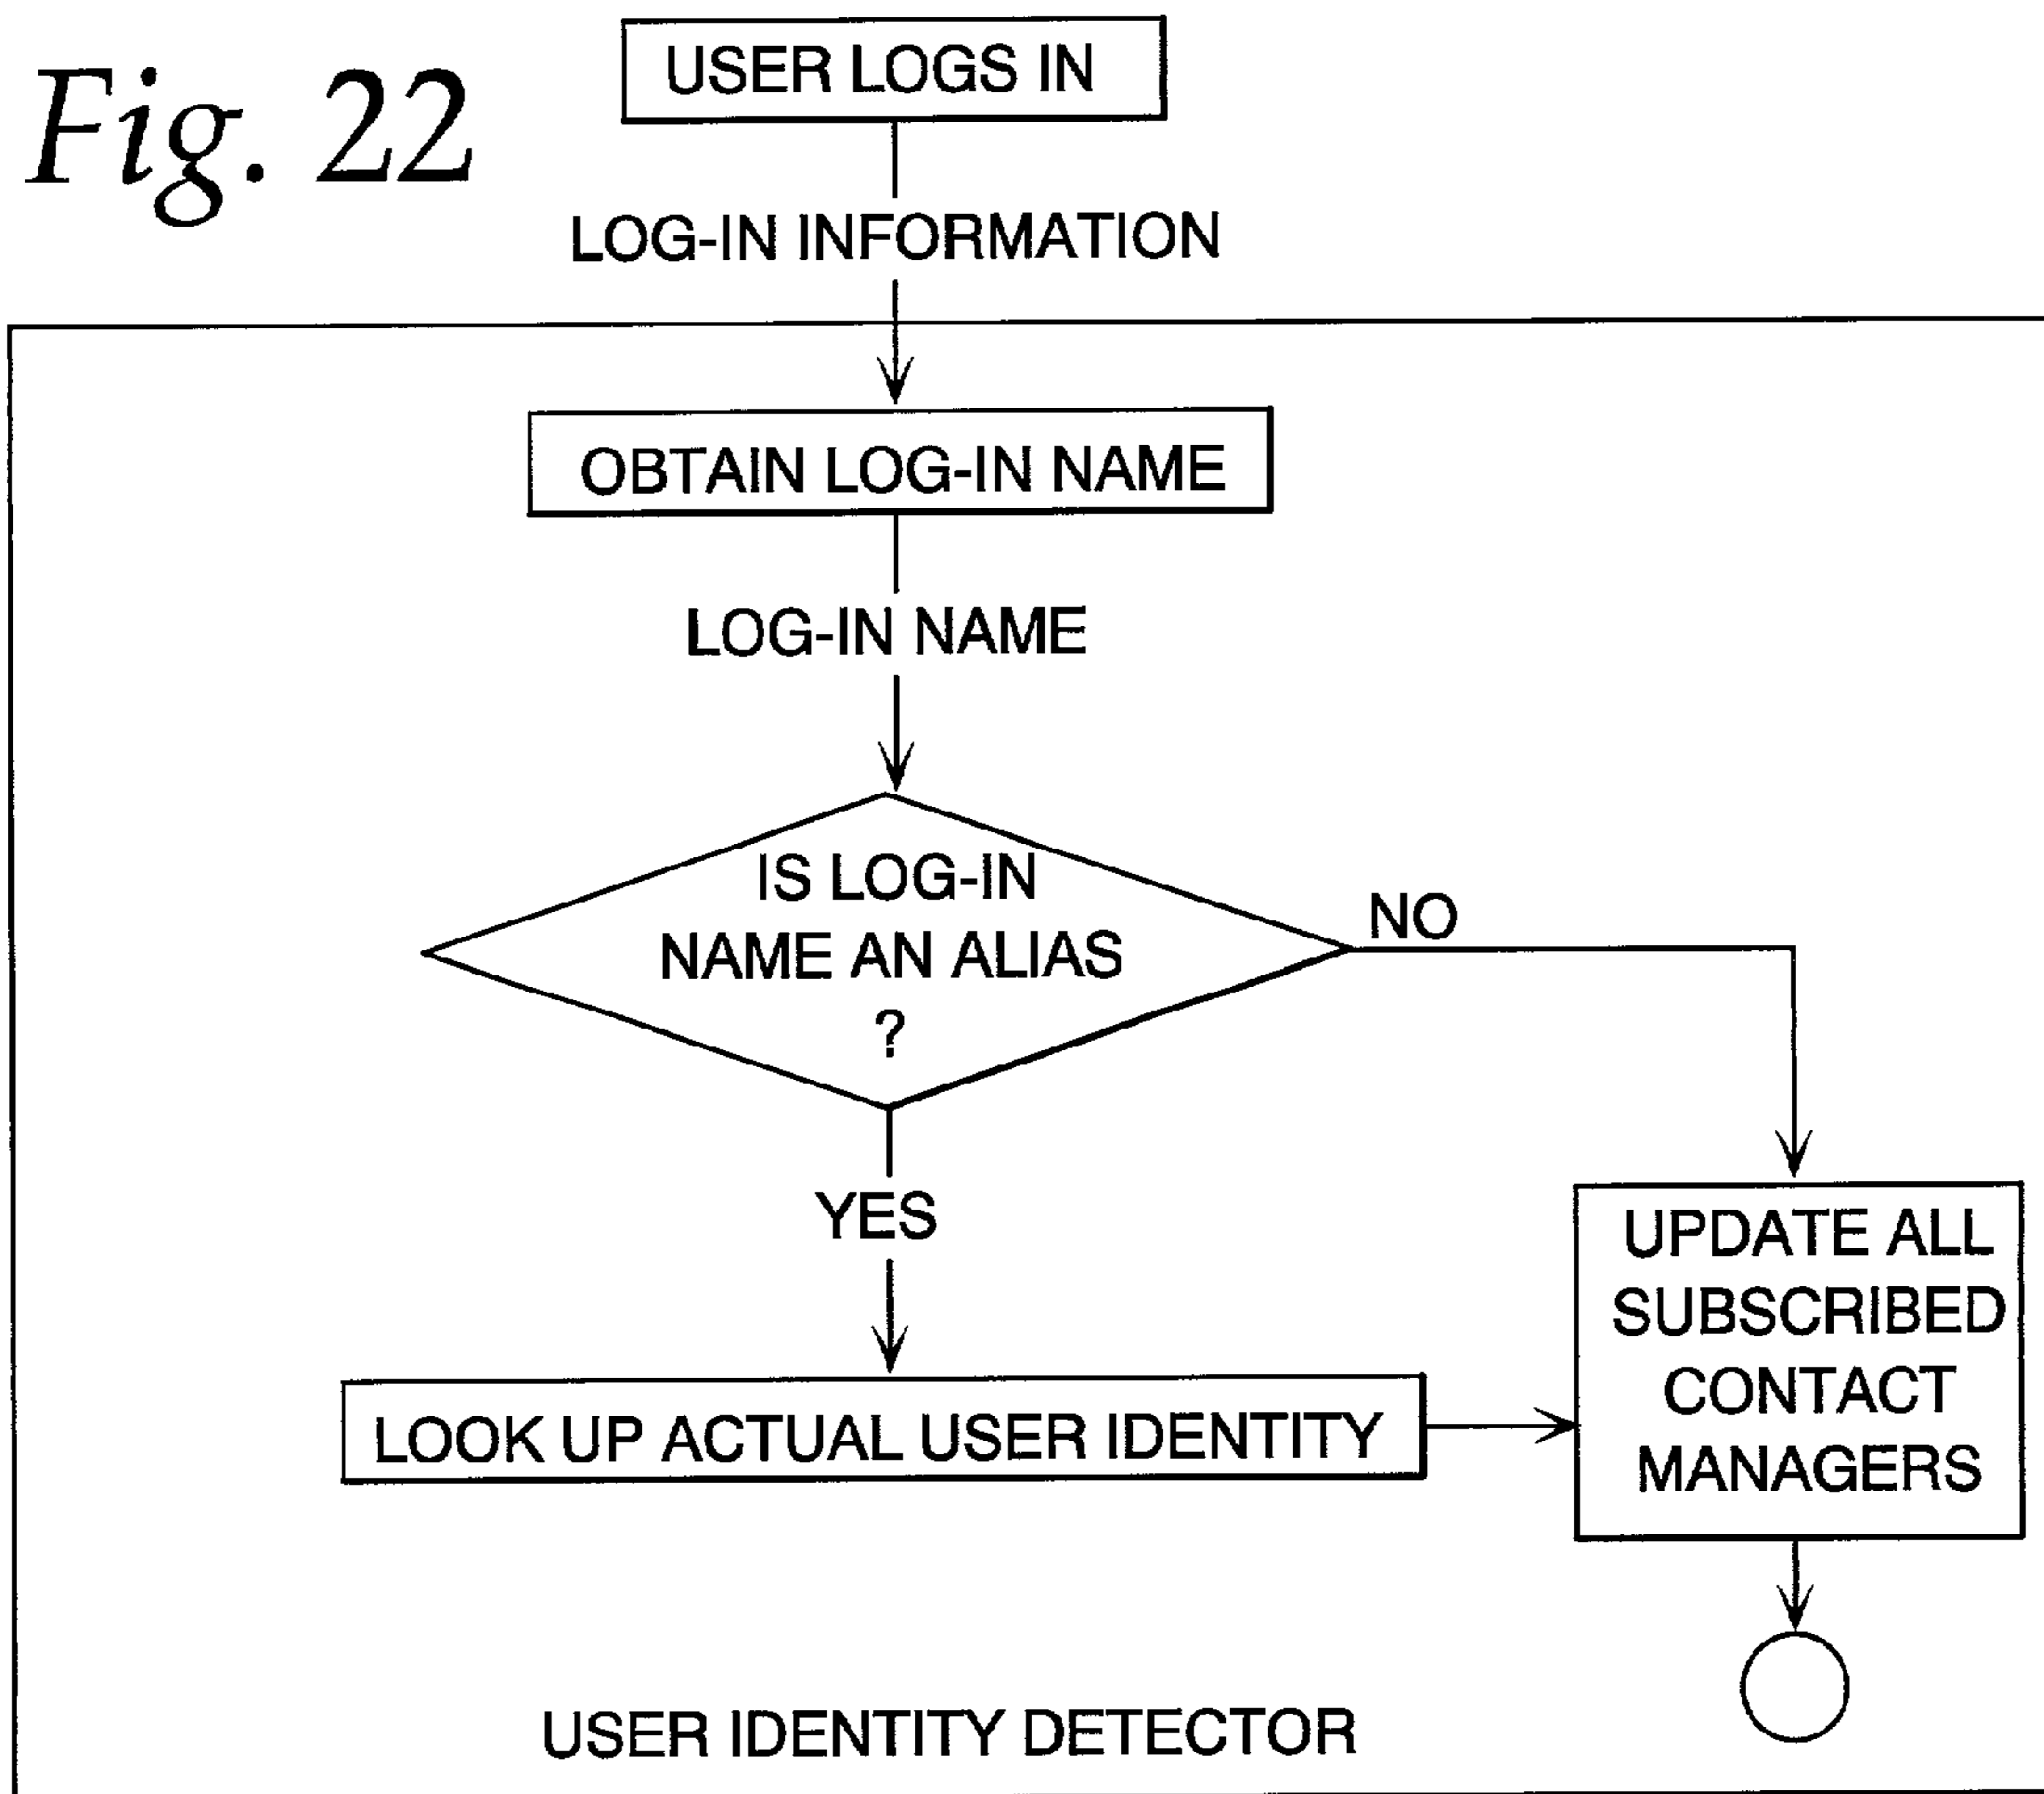 Fig. 22
USER LOGS IN
LOG-IN INFORMATION
OBTAIN LOG-IN NAME
LOG-IN NAME
IS LOG-IN
NAME AN ALIAS
?
NO
YES
LOOK UP ACTUAL USER IDENTITY
UPDATE ALL
SUBSCRIBED
CONTACT
MANAGERS
USER IDENTITY DETECTOR